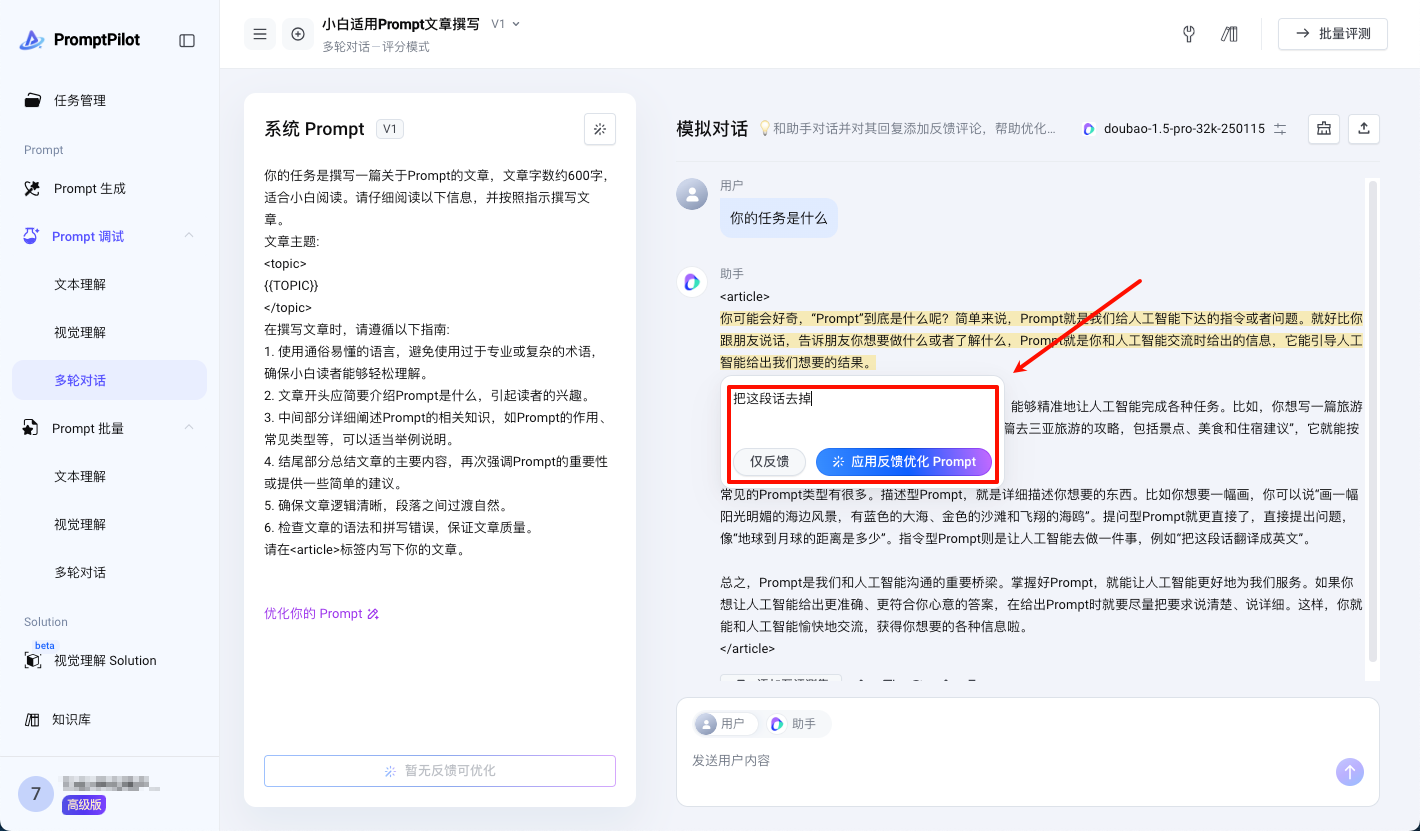 PromptPilot
任务管理
Prompt
Prompt 生成
Prompt 调试
文本理解
视觉理解
多轮对话
Prompt 批量
文本理解
视觉理解
多轮对话
Solution
beta
视觉理解 Solution
知识库
7
高级版
小白适用Prompt文章撰写 V1
多轮对话－评分模式
批量评测
系统 Prompt V1
你的任务是撰写一篇关于Prompt的文章，文章字数约600字，
适合小白阅读。请仔细阅读以下信息，并按照指示撰写文
章。
文章主题:
<topic>
{{TOPIC}}
</topic>
在撰写文章时，请遵循以下指南:
1. 使用通俗易懂的语言，避免使用过于专业或复杂的术语，
确保小白读者能够轻松理解。
2. 文章开头应简要介绍Prompt是什么，引起读者的兴趣。
3. 中间部分详细阐述Prompt的相关知识，如Prompt的作用、
常见类型等，可以适当举例说明。
4. 结尾部分总结文章的主要内容，再次强调Prompt的重要性
或提供一些简单的建议。
5. 确保文章逻辑清晰，段落之间过渡自然。
6. 检查文章的语法和拼写错误，保证文章质量。
请在<article>标签内写下你的文章。
优化你的 Prompt
暂无反馈可优化
模拟对话 和助手对话并对其回复添加反馈评论，帮助优化... doubao-1.5-pro-32k-250115
用户
你的任务是什么
助手
<article>
你可能会好奇，“Prompt”到底是什么呢？简单来说，Prompt就是我们给人工智能下达的指令或者问题。就好比你
跟朋友说话，告诉朋友你想要做什么或者了解什么，Prompt就是你和人工智能交流时给出的信息，它能引导人工
智能给出我们想要的结果。
把这段话去掉
仅反馈
应用反馈优化 Prompt
能够精准地让人工智能完成各种任务。比如，你想写一篇旅游
篇去三亚旅游的攻略，包括景点、美食和住宿建议”，它就能按
常见的Prompt类型有很多。描述型Prompt，就是详细描述你想要的东西。比如你想要一幅画，你可以说“画一幅
阳光明媚的海边风景，有蓝色的大海、金色的沙滩和飞翔的海鸥”。提问型Prompt就更直接了，直接提出问题，
像“地球到月球的距离是多少”。指令型Prompt则是让人工智能去做一件事，例如“把这段话翻译成英文”。
总之，Prompt是我们和人工智能沟通的重要桥梁。掌握好Prompt，就能让人工智能更好地为我们服务。如果你
想让人工智能给出更准确、更符合你心意的答案，在给出Prompt时就要尽量把要求说清楚、说详细。这样，你就
能和人工智能愉快地交流，获得你想要的各种信息啦。
</article>
用户
助手
发送用户内容